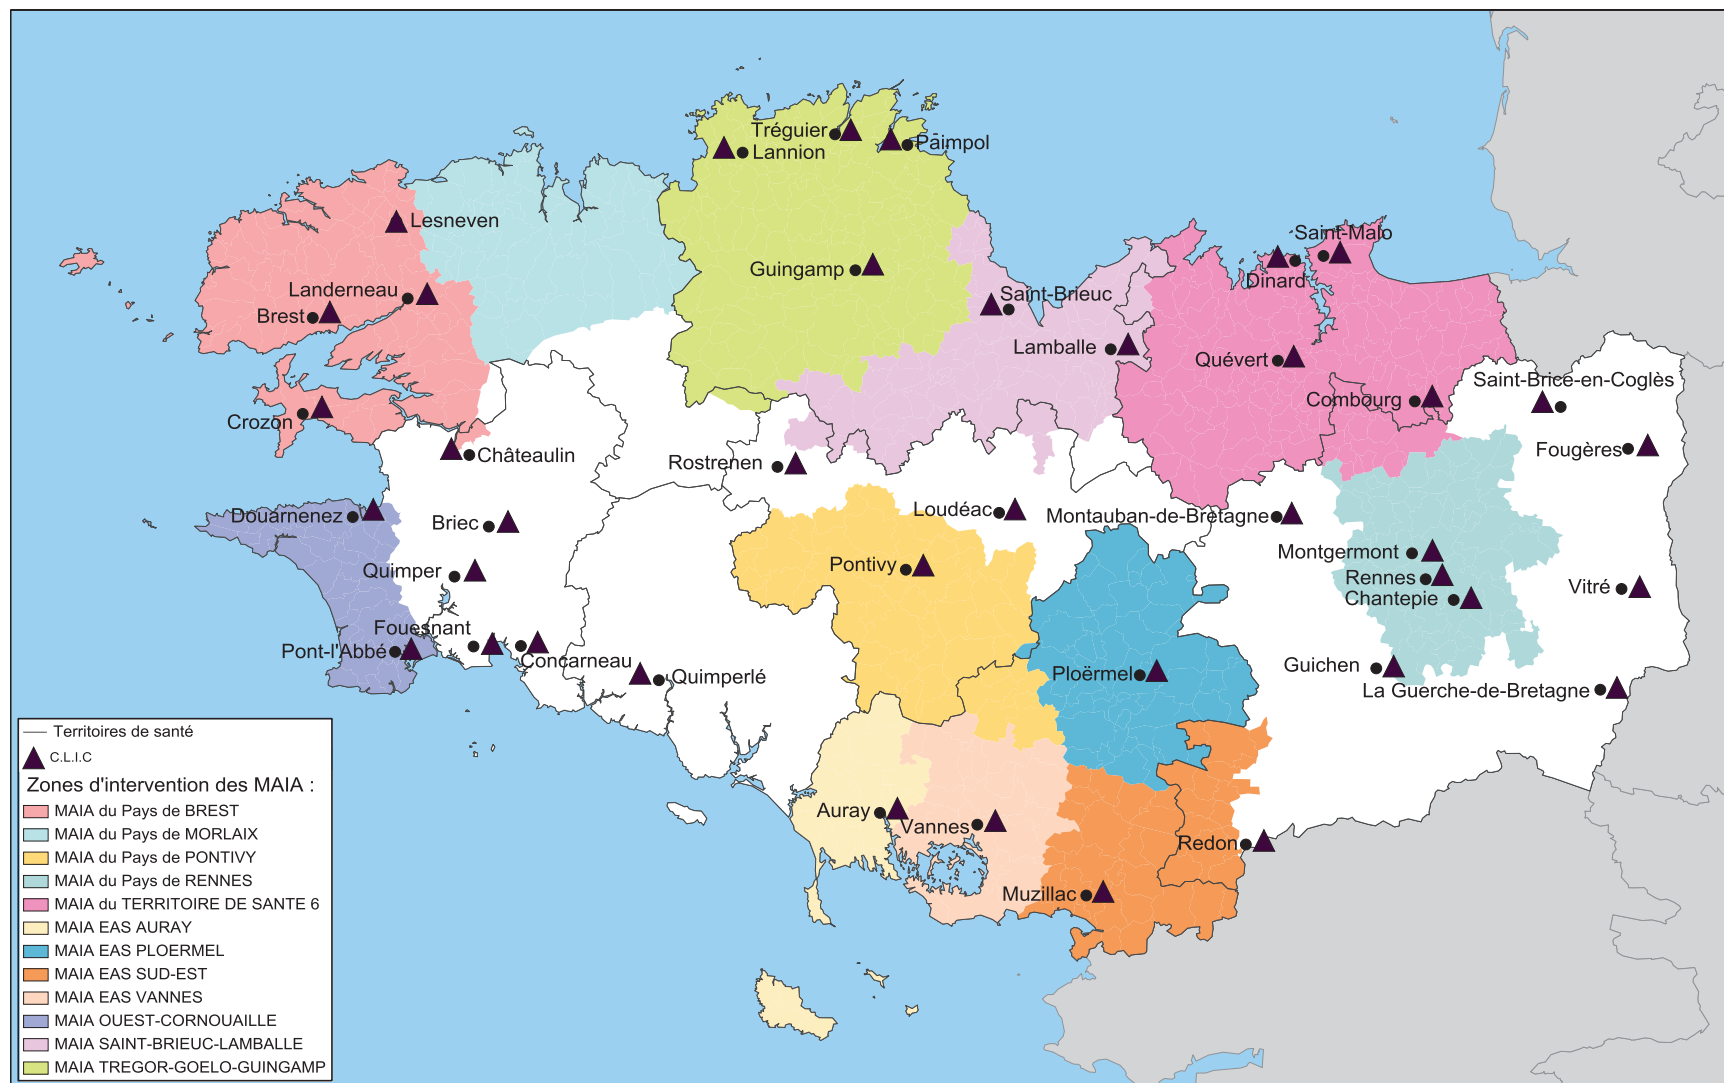 Tréguier
Lannion
Paimpol
Lesneven
Saint-Malo
Guingamp
Dinard
Landerneau
Saint-Brieuc
Brest
Lamballe
Quévert
Saint-Brice-en-Coglès
Combourg
Crozon
Fougères
Châteaulin
Rostrenen
Loudéac
Douarnenez
Montauban-de-Bretagne
Briec
Montgermont
Pontivy
Quimper
Rennes
Vitré
Chantepie
Fouesnant
Pont-l'Abbé
Concarneau
Guichen
Quimperlé
Ploërmel
La Guerche-de-Bretagne
Auray
Vannes
Redon
Muzillac
Territoires de santé
C.L.I.C
Zones d'intervention des MAIA :
MAIA du Pays de BREST
MAIA du Pays de MORLAIX
MAIA du Pays de PONTIVY
MAIA du Pays de RENNES
MAIA du TERRITOIRE DE SANTE 6
MAIA EAS AURAY
MAIA EAS PLOERMEL
MAIA EAS SUD-EST
MAIA EAS VANNES
MAIA OUEST-CORNOUAILLE
MAIA SAINT-BRIEUC-LAMBALLE
MAIA TREGOR-GOELO-GUINGAMP